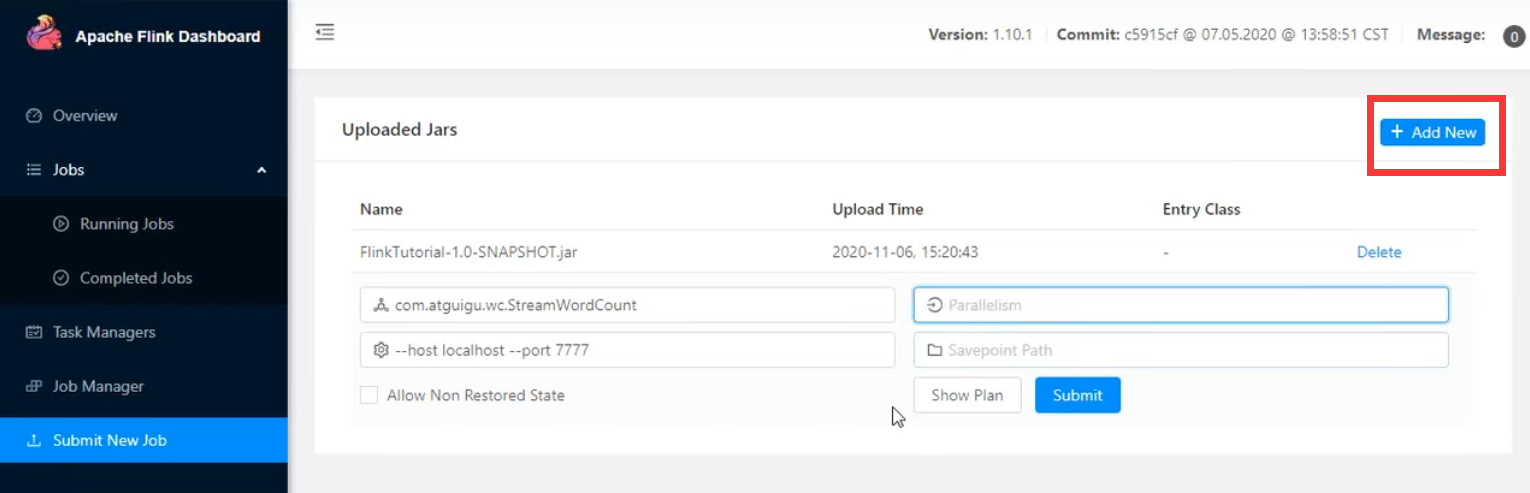 Apache Flink Dashboard
Version: 1.10.1 Commit: c5915cf @ 07.05.2020 @ 13:58:51 CST Message: 0
Overview
Jobs
Running Jobs
Completed Jobs
Task Managers
Job Manager
Submit New Job
Uploaded Jars
+ Add New
Name Upload Time Entry Class
FlinkTutorial-1.0-SNAPSHOT.jar 2020-11-06, 15:20:43 - Delete
com.atguigu.wc.StreamWordCount Parallelism
--host localhost --port 7777 Savepoint Path
Allow Non Restored State Show Plan Submit